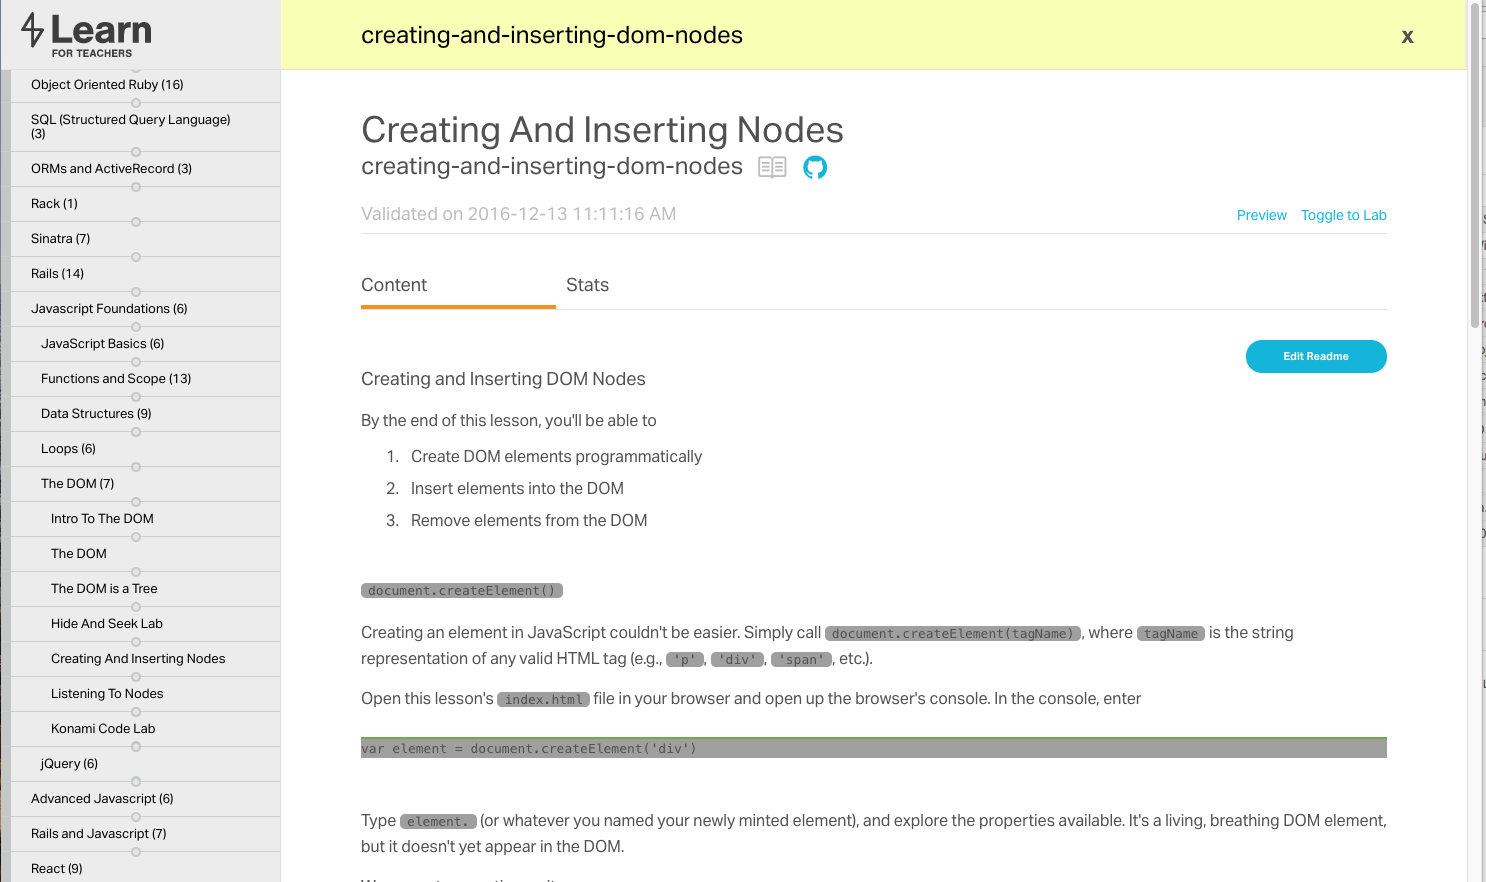 Learn
FOR TEACHERS
Object Oriented Ruby (16)
SQL (Structured Query Language)
(3)
ORMs and ActiveRecord (3)
Rack (1)
Sinatra (7)
Rails (14)
Javascript Foundations (6)
JavaScript Basics (6)
Functions and Scope (13)
Data Structures (9)
Loops (6)
The DOM (7)
Intro To The DOM
The DOM
The DOM is a Tree
Hide And Seek Lab
Creating And Inserting Nodes
Listening To Nodes
Konami Code Lab
jQuery (6)
Advanced Javascript (6)
Rails and Javascript (7)
React (9)
creating-and-inserting-dom-nodes
x
Creating And Inserting Nodes
creating-and-inserting-dom-nodes
Validated on 2016-12-13 11:11:16 AM
Preview Toggle to Lab
Content Stats
Edit Readme
Creating and Inserting DOM Nodes
By the end of this lesson, you'll be able to
1. Create DOM elements programmatically
2. Insert elements into the DOM
3. Remove elements from the DOM
document.createElement()
Creating an element in JavaScript couldn't be easier. Simply call document.createElement(tagName), where tagName is the string
representation of any valid HTML tag (e.g., 'p', 'div', 'span', etc.).
Open this lesson's index.html file in your browser and open up the browser's console. In the console, enter
var element = document.createElement('div')
Type element. (or whatever you named your newly minted element), and explore the properties available. It's a living, breathing DOM element,
but it doesn't yet appear in the DOM.